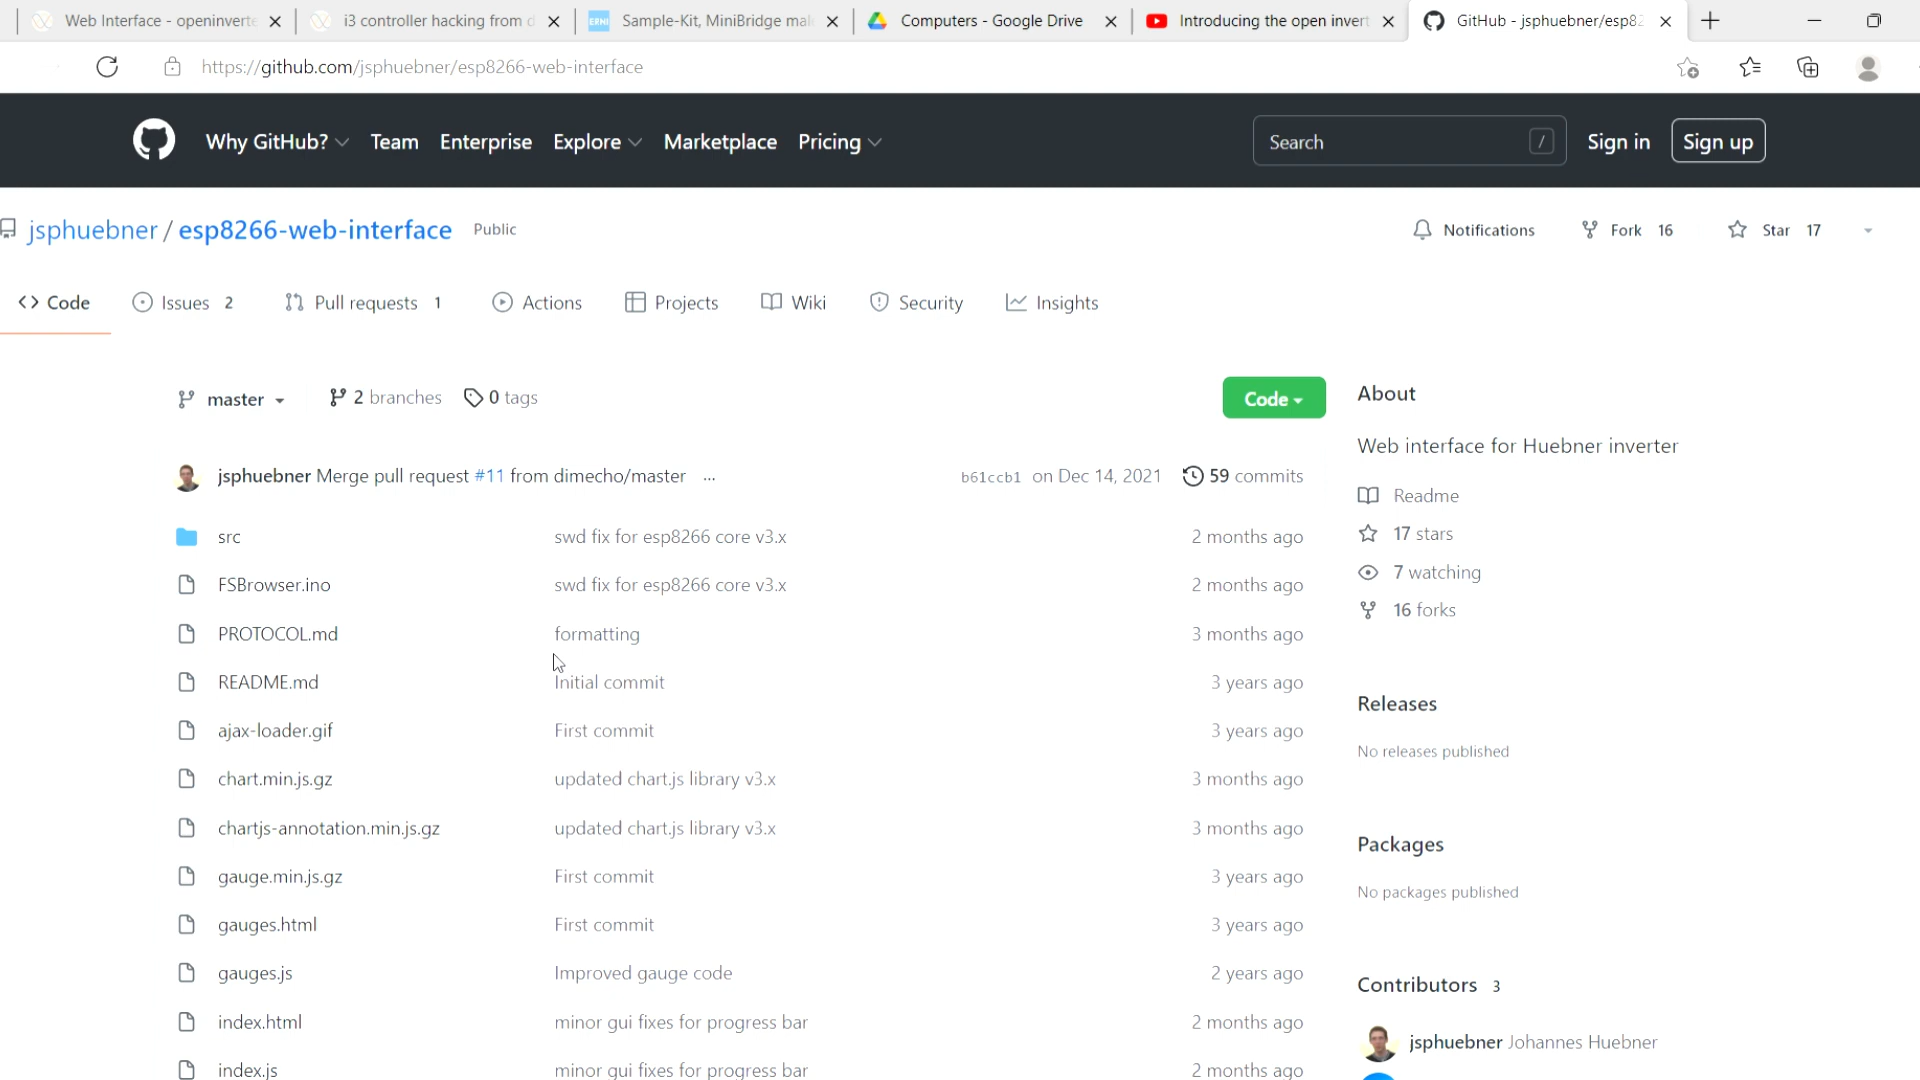 Web Interface - openinverte
i3 controller hacking from d
ERNI Sample-Kit, MiniBridge mal
Computers - Google Drive
Introducing the open invert
GitHub - jsphuebner/esp82
https://github.com/jsphuebner/esp8266-web-interface
Why GitHub? Team Enterprise Explore Marketplace Pricing Search / Sign in Sign up
jsphuebner / esp8266-web-interface Public Notifications Fork 16 Star 17
<> Code Issues 2 Pull requests 1 Actions Projects Wiki Security Insights
master 2 branches 0 tags Code
jsphuebner Merge pull request #11 from dimecho/master ... b61ccb1 on Dec 14, 2021 59 commits
src swd fix for esp8266 core v3.x 2 months ago
FSBrowser.ino swd fix for esp8266 core v3.x 2 months ago
PROTOCOL.md formatting 3 months ago
README.md Initial commit 3 years ago
ajax-loader.gif First commit 3 years ago
chart.min.js.gz updated chart.js library v3.x 3 months ago
chartjs-annotation.min.js.gz updated chart.js library v3.x 3 months ago
gauge.min.js.gz First commit 3 years ago
gauges.html First commit 3 years ago
gauges.js Improved gauge code 2 years ago
index.html minor gui fixes for progress bar 2 months ago
index.js minor gui fixes for progress bar 2 months ago
About
Web interface for Huebner inverter
Readme
17 stars
7 watching
16 forks
Releases
No releases published
Packages
No packages published
Contributors 3
jsphuebner Johannes Huebner